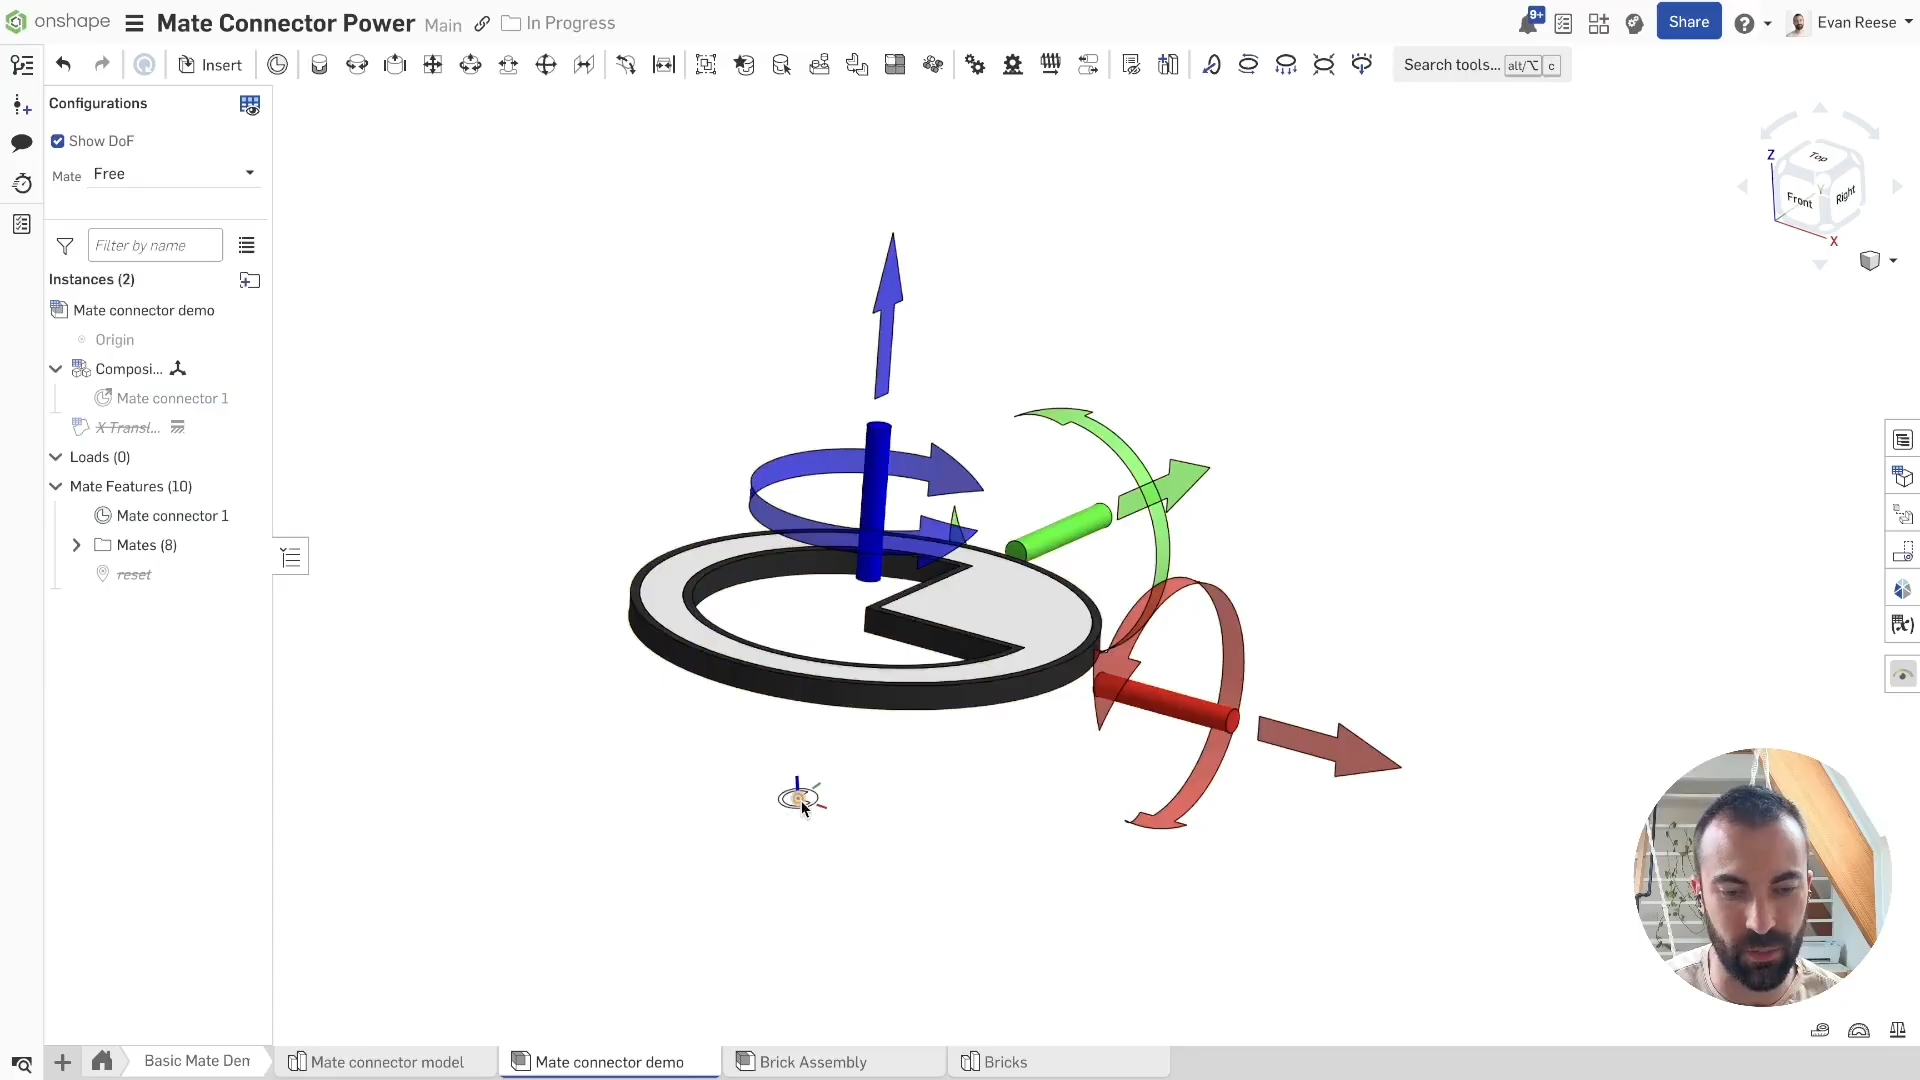 onshape Mate Connector Power Main In Progress 9+ Share Evan Reese
Insert Search tools... alt/⌥ c
Configurations
Show DoF
Mate Free
Filter by name
Instances (2)
Mate connector demo
Origin
Composi...
Mate connector 1
X Transl...
Loads (0)
Mate Features (10)
Mate connector 1
Mates (8)
reset
Z
Top
Front
Y
Right
X
(x)
Basic Mate Den Mate connector model Mate connector demo Brick Assembly Bricks